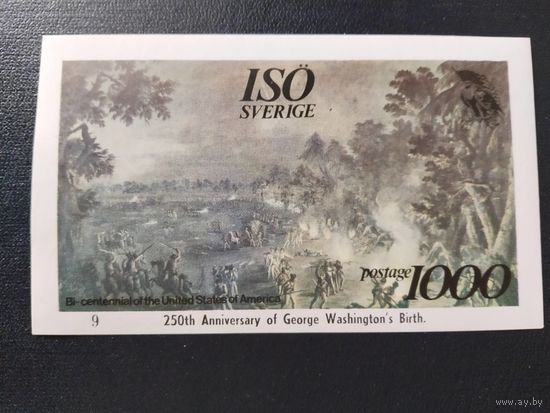 ISÖ
SVERIGE
postage 1000
Bi-centennial of the United States of America
9 250th Anniversary of George Washington's Birth.
www.ay.by